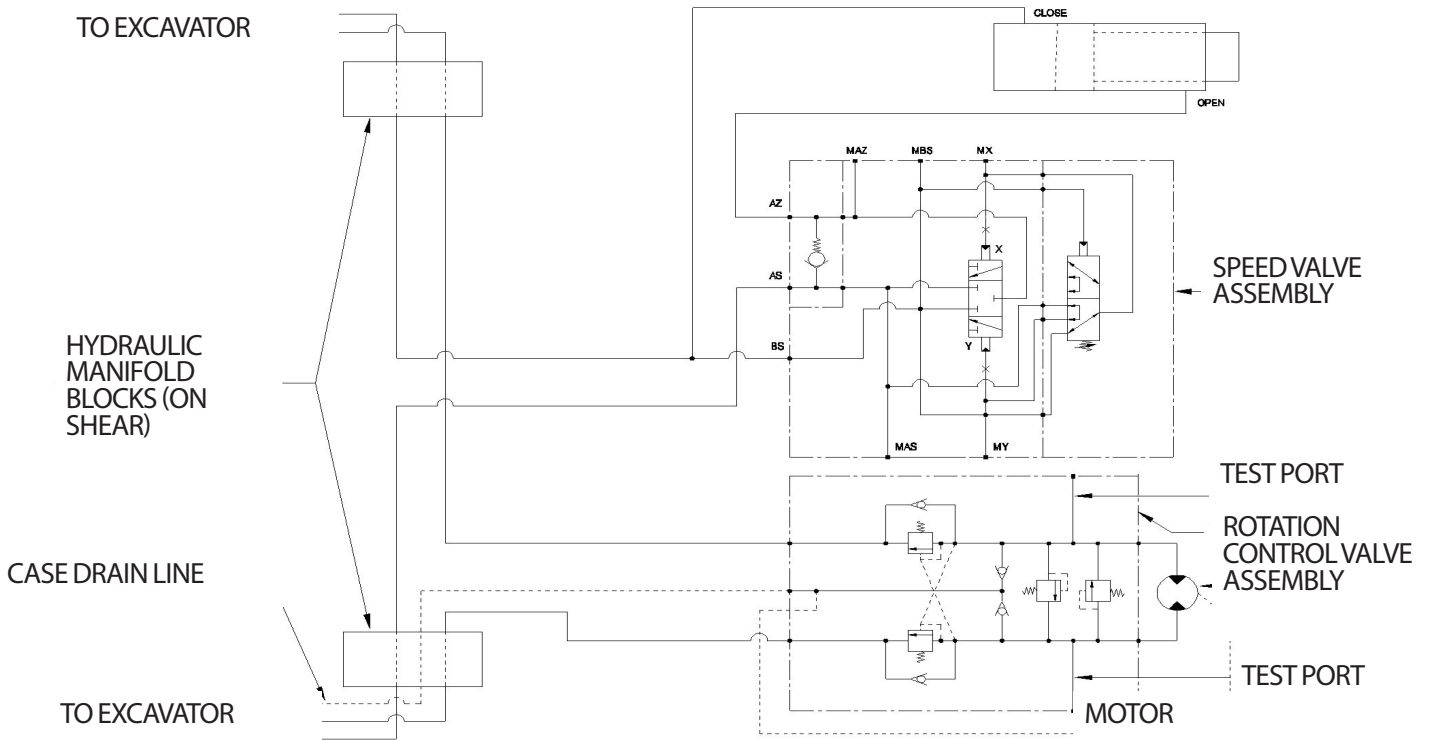 TO EXCAVATOR
CLOSE
OPEN
MAZ
MBS
MX
AZ
X
AS
SPEED VALVE
ASSEMBLY
HYDRAULIC
MANIFOLD
BLOCKS (ON
SHEAR)
BS
Y
MAS
MY
TEST PORT
ROTATION
CONTROL VALVE
ASSEMBLY
CASE DRAIN LINE
TEST PORT
TO EXCAVATOR
MOTOR